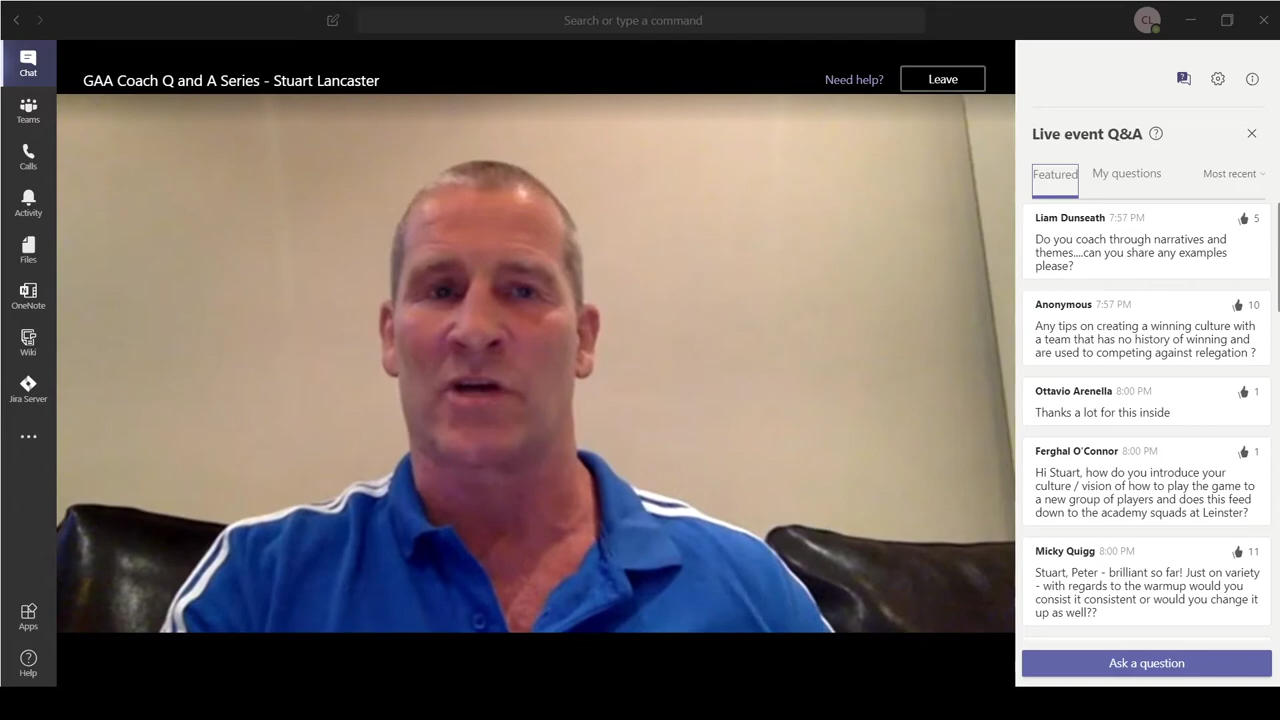 Search or type a command
CL
Chat
Teams
Calls
Activity
Files
OneNote
Wiki
Jira Server
Apps
Help
GAA Coach Q and A Series - Stuart Lancaster
Need help?
Leave
Live event Q&A
Featured
My questions
Most recent
Liam Dunseath 7:57 PM 5
Do you coach through narratives and
themes....can you share any examples
please?
Anonymous 7:57 PM 10
Any tips on creating a winning culture with
a team that has no history of winning and
are used to competing against relegation ?
Ottavio Arenella 8:00 PM 1
Thanks a lot for this inside
Ferghal O'Connor 8:00 PM 1
Hi Stuart, how do you introduce your
culture / vision of how to play the game to
a new group of players and does this feed
down to the academy squads at Leinster?
Micky Quigg 8:00 PM 11
Stuart, Peter - brilliant so far! Just on variety
- with regards to the warmup would you
consist it consistent or would you change it
up as well??
Ask a question